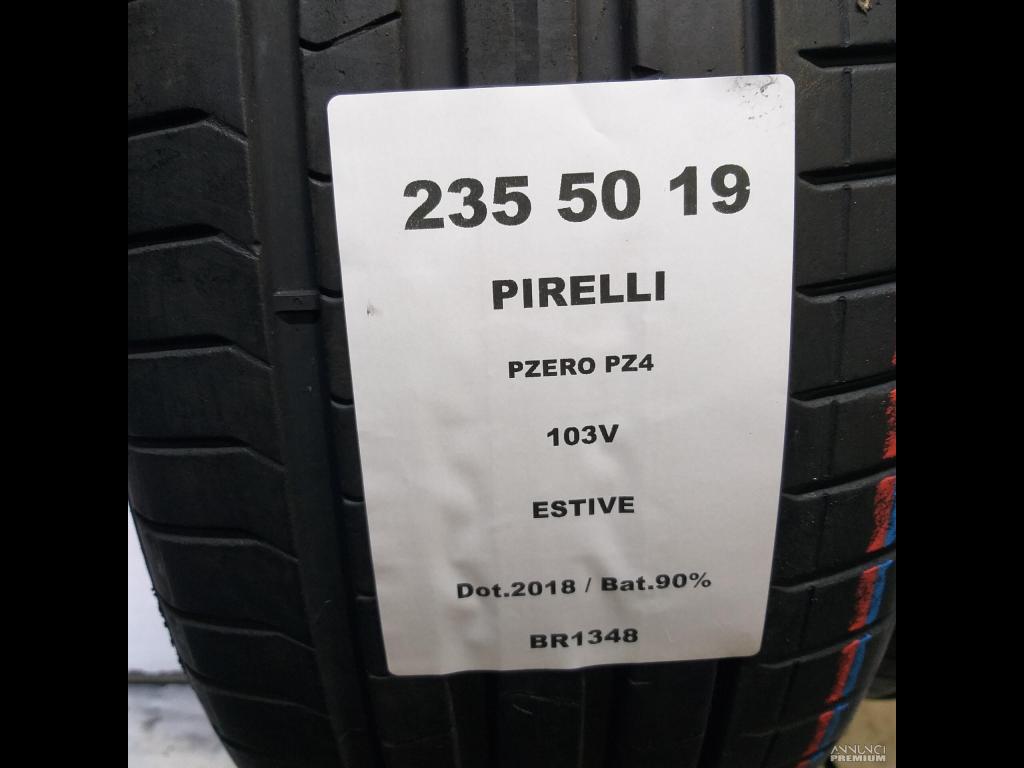 235 50 19
PIRELLI
PZERO PZ4
103V
ESTIVE
Dot.2018 / Bat.90%
BR1348
ANNUNCI
PREMIUM